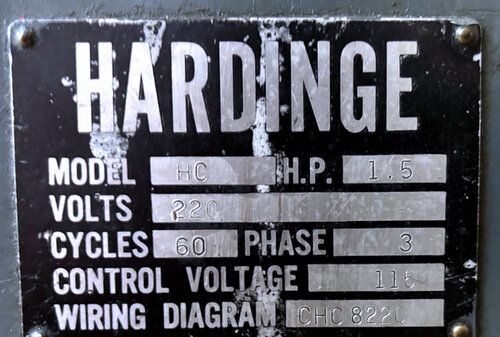 HARDINGE
MODEL HC H.P. 1.5
VOLTS 220 -
CYCLES 60 PHASE 3
CONTROL VOLTAGE 115
WIRING DIAGRAM CHC 8220